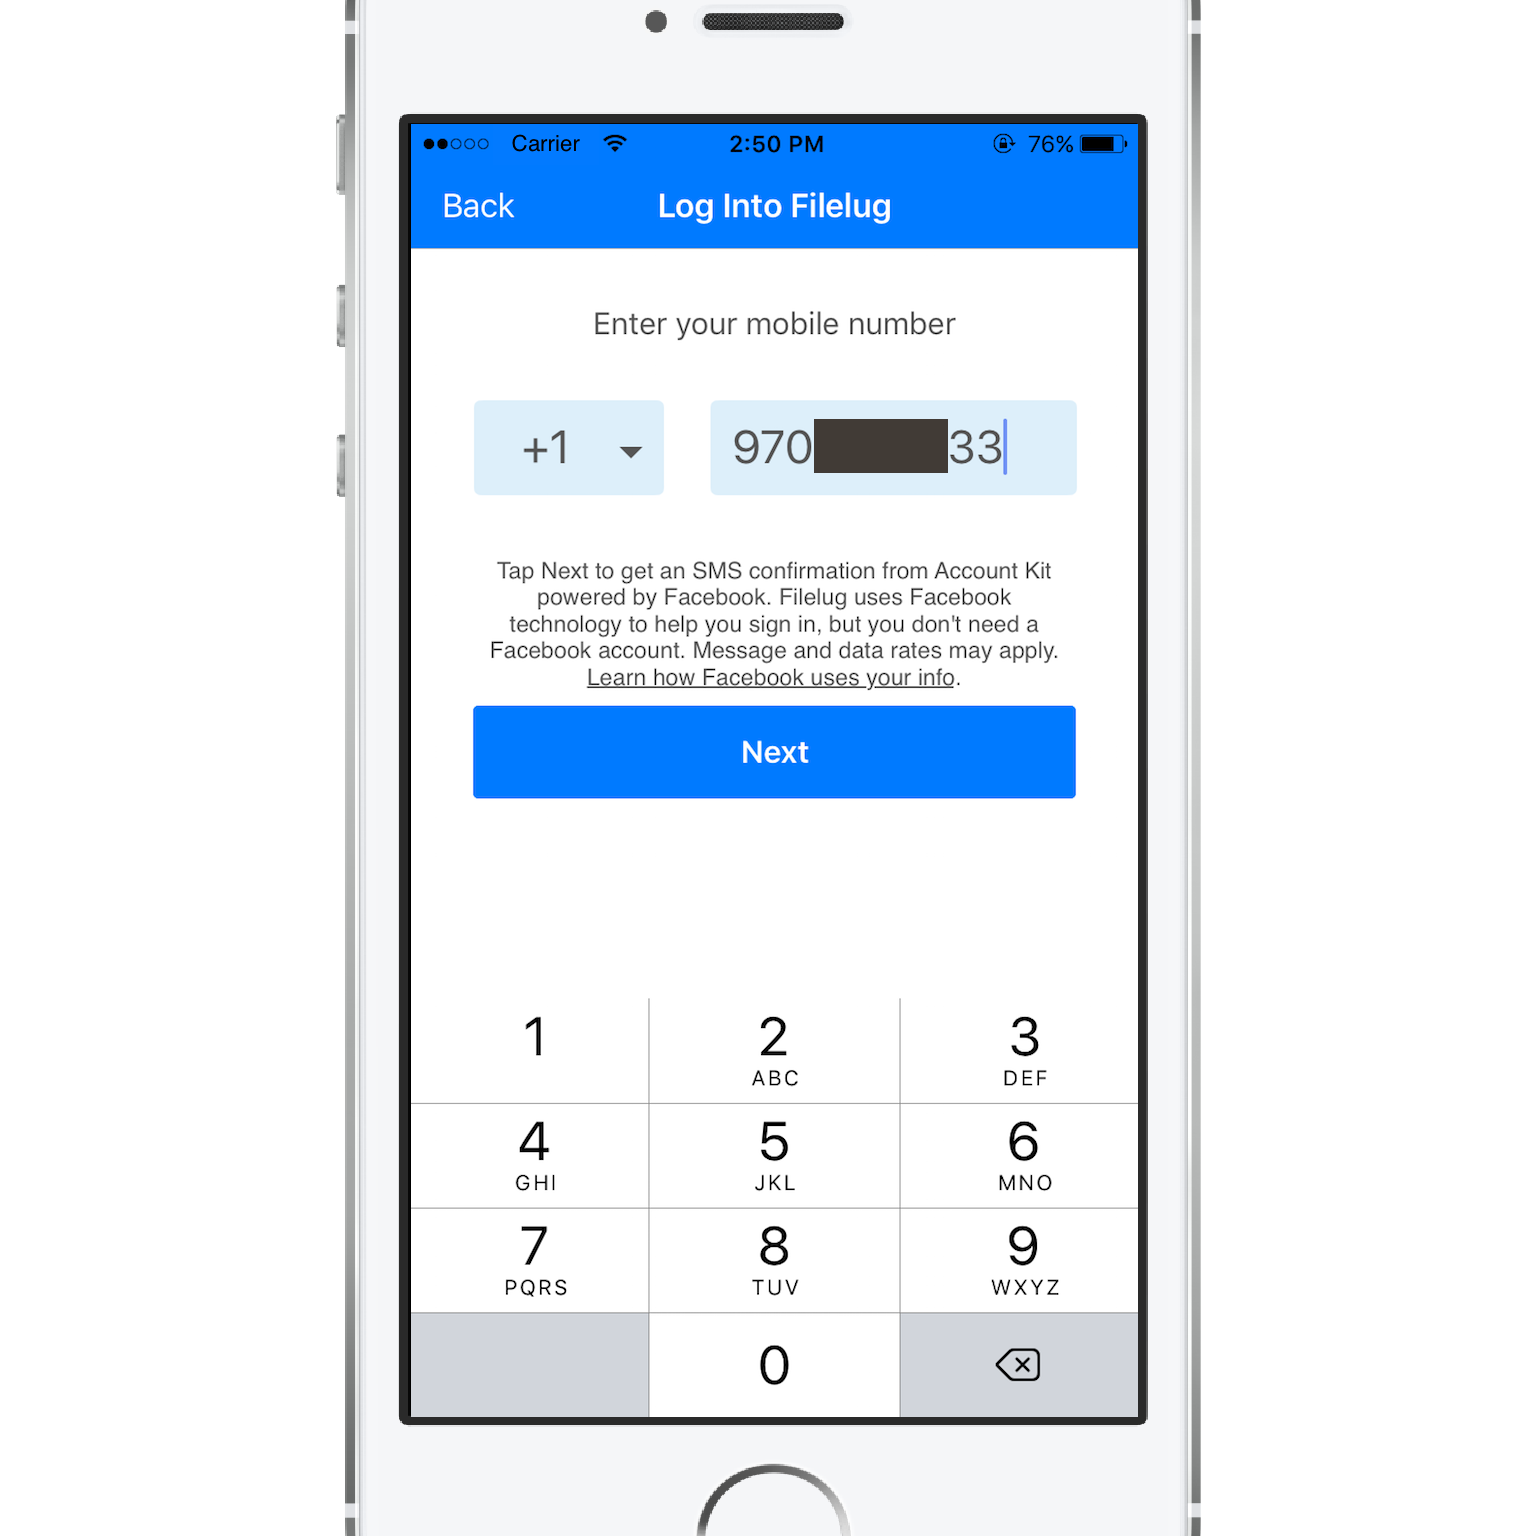 Carrier 2:50 PM 76%
Back Log Into Filelug
Enter your mobile number
+1 970 33
Tap Next to get an SMS confirmation from Account Kit
powered by Facebook. Filelug uses Facebook
technology to help you sign in, but you don't need a
Facebook account. Message and data rates may apply.
Learn how Facebook uses your info.
Next
1 2 3
ABC DEF
4 5 6
GHI JKL MNO
7 8 9
PQRS TUV WXYZ
0